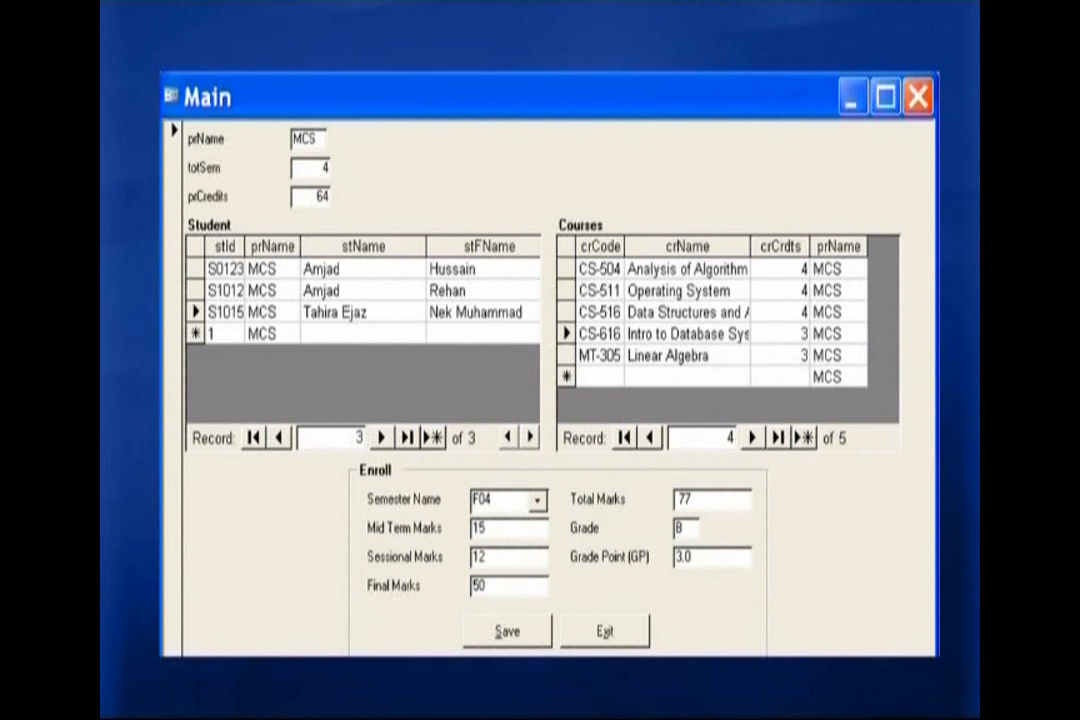 Main
prName MCS
totSem 4
prCredits 64
Student
stId prName stName stFName
S0123 MCS Amjad Hussain
S1012 MCS Amjad Rehan
S1015 MCS Tahira Ejaz Nek Muhammad
1 MCS
Record: 3 of 3
Courses
crCode crName crCrdts prName
CS-504 Analysis of Algorithm 4 MCS
CS-511 Operating System 4 MCS
CS-516 Data Structures and A 4 MCS
CS-616 Intro to Database Sys 3 MCS
MT-305 Linear Algebra 3 MCS
MCS
Record: 4 of 5
Enroll
Semester Name F04 Total Marks 77
Mid Term Marks 15 Grade B
Sessional Marks 12 Grade Point (GP) 3.0
Final Marks 50
Save Exit